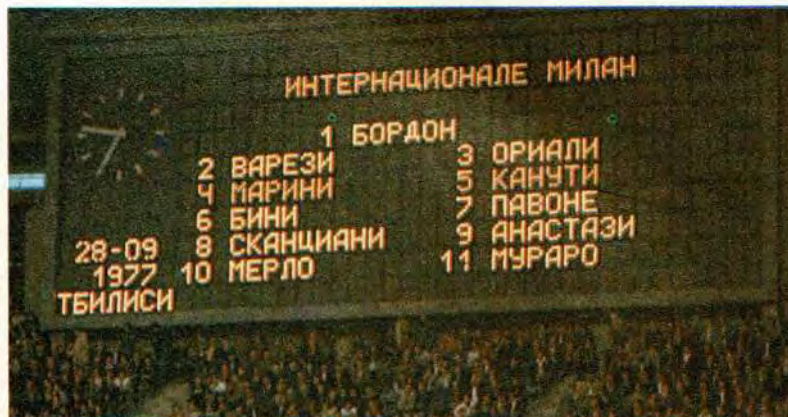 ИНТЕРНАЦИОНАЛЕ МИЛАН
1 БОРДОН
2 ВАРЕЗИ 3 ОРИАЛИ
4 МАРИНИ 5 КАНУТИ
6 БИНИ 7 ПАВОНЕ
28-09 8 СКАНЦИАНИ 9 АНАСТАЗИ
1977 10 МЕРЛО 11 МУРАРО
ТБИЛИСИ